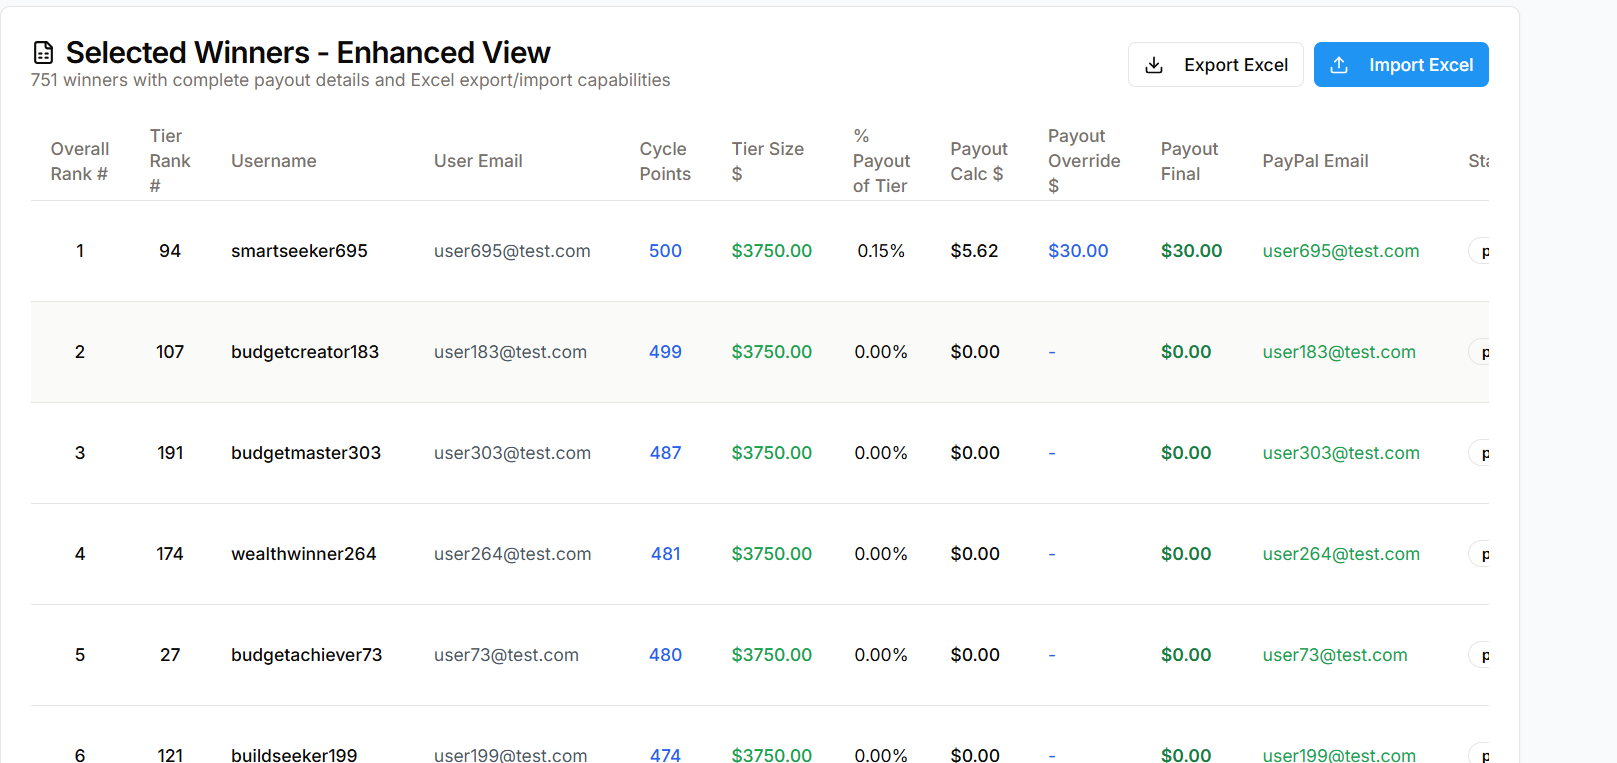 Selected Winners - Enhanced View
751 winners with complete payout details and Excel export/import capabilities
Export Excel
Import Excel
Overall Rank #
Tier Rank #
Username
User Email
Cycle Points
Tier Size $
% Payout of Tier
Payout Calc $
Payout Override $
Payout Final
PayPal Email
1 94 smartseeker695 user695@test.com 500 $3750.00 0.15% $5.62 $30.00 $30.00 user695@test.com p
2 107 budgetcreator183 user183@test.com 499 $3750.00 0.00% $0.00 - $0.00 user183@test.com p
3 191 budgetmaster303 user303@test.com 487 $3750.00 0.00% $0.00 - $0.00 user303@test.com p
4 174 wealthwinner264 user264@test.com 481 $3750.00 0.00% $0.00 - $0.00 user264@test.com p
5 27 budgetachiever73 user73@test.com 480 $3750.00 0.00% $0.00 - $0.00 user73@test.com p
6 121 buildseeker199 user199@test.com 474 $3750.00 0.00% $0.00 - $0.00 user199@test.com p